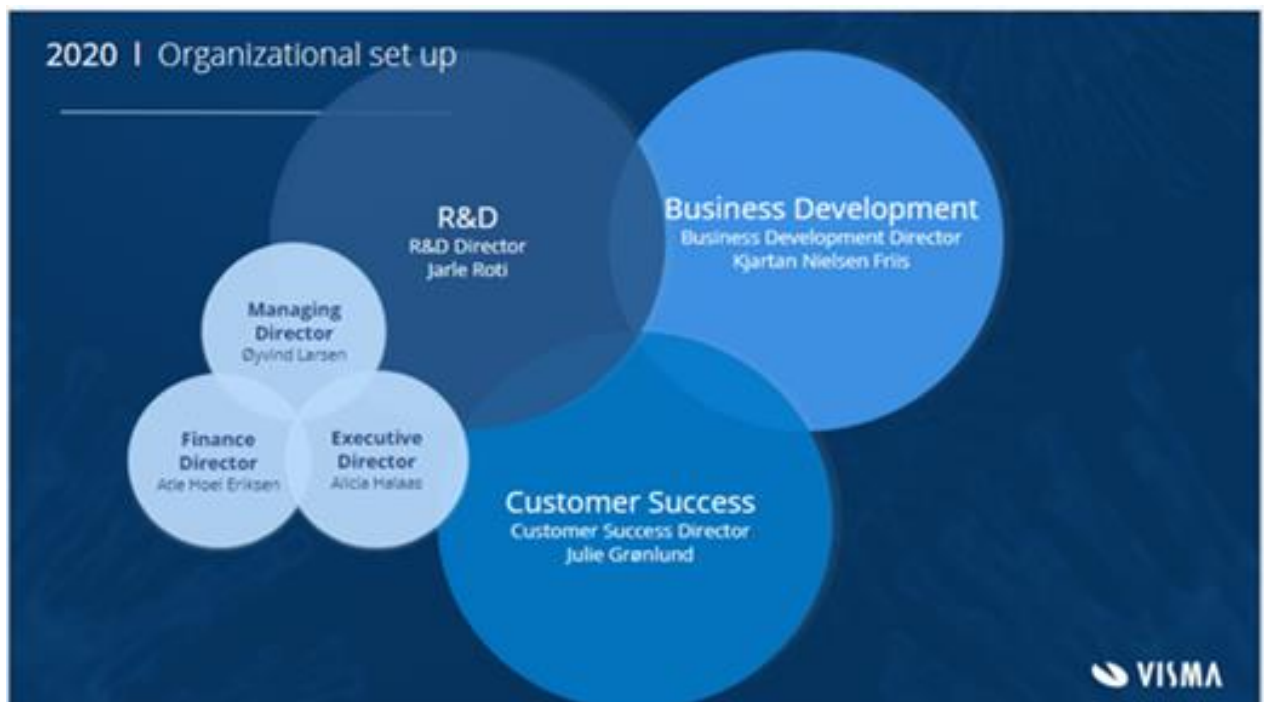 2020 | Organizational set up
R&D
R&D Director
Jarle Roti
Business Development
Business Development Director
Kjartan Nielsen Friis
Managing
Director
Øyvind Larsen
Finance
Director
Atle Hoel Eriksen
Executive
Director
Alicia Halaas
Customer Success
Customer Success Director
Julie Grønlund
VISMA